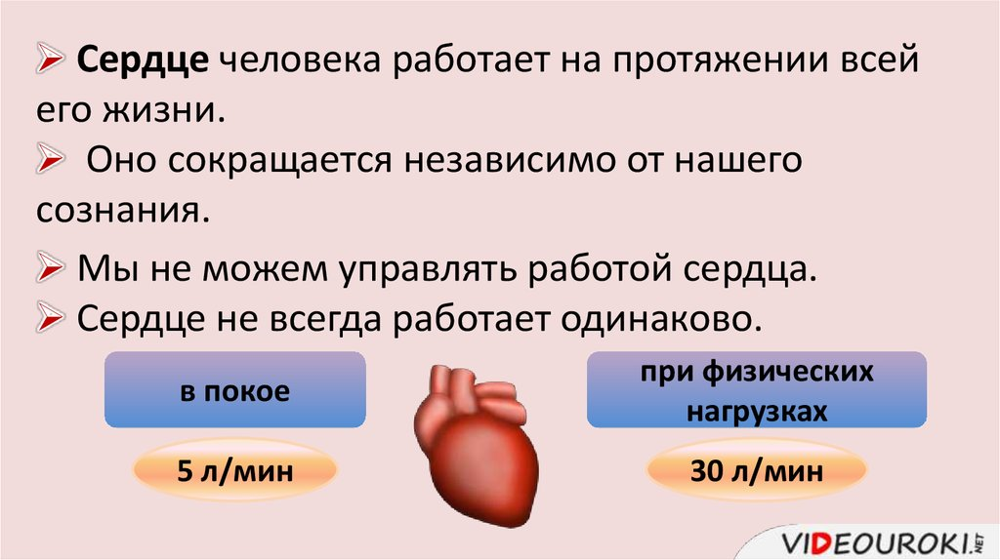 Сердце человека работает на протяжении всей
его жизни.
Оно сокращается независимо от нашего
сознания.
Мы не можем управлять работой сердца.
Сердце не всегда работает одинаково.
в покое
5 л/мин
при физических
нагрузках
30 л/мин
VIDEOUROKI.NET